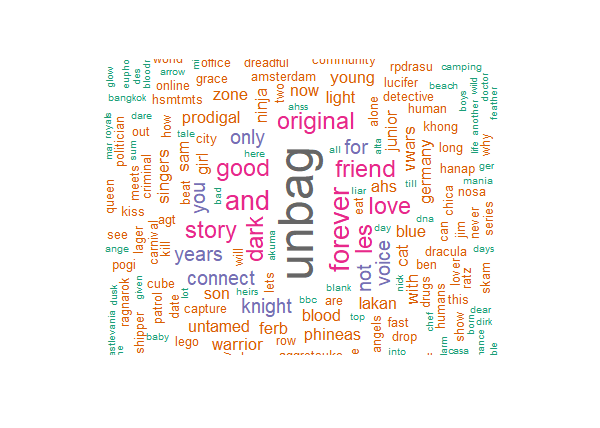 world
office
dreadful
community
rpdrasu
camping
glow
eupho
des
bloodr
mi
arrow
grace
amsterdam
young
lucifer
beach
wild
doctor
online
zone
two
now
detective
boys
feather
bangkok
hsmtmts
ninja
ahss
light
alone
human
another
dare
prodigal
original
junior
khong
why
mar
royals
politician
out
how
tale
city
only
all
for
alta
vwars
long
life
sum
singers
sam
girl
here
good
unbag
friend
germany
hanap
ger
meets
criminal
beat
you
bad
and
liar
eat
ahs
till
chica
nosa
mania
queen
kiss
love
can
series
see
agt
story
dark
forever
les
day
dna
blue
jim
never
carnival
kill
years
akuma
not
voice
cat
dracula
days
ange
lager
pogi
will
lets
connect
nick
ben
lover
ratz
skam
dusk
given
cube
lot
son
heirs
blank
with
drugs
this
astlevania
ragnarok
patrol
date
capture
knight
bbc
are
lakan
humans
show
born
dear
dirk
shipper
baby
untamed
ferb
blood
top
angels
fast
chef
lego
warrior
row
phineas
drop
into
casa